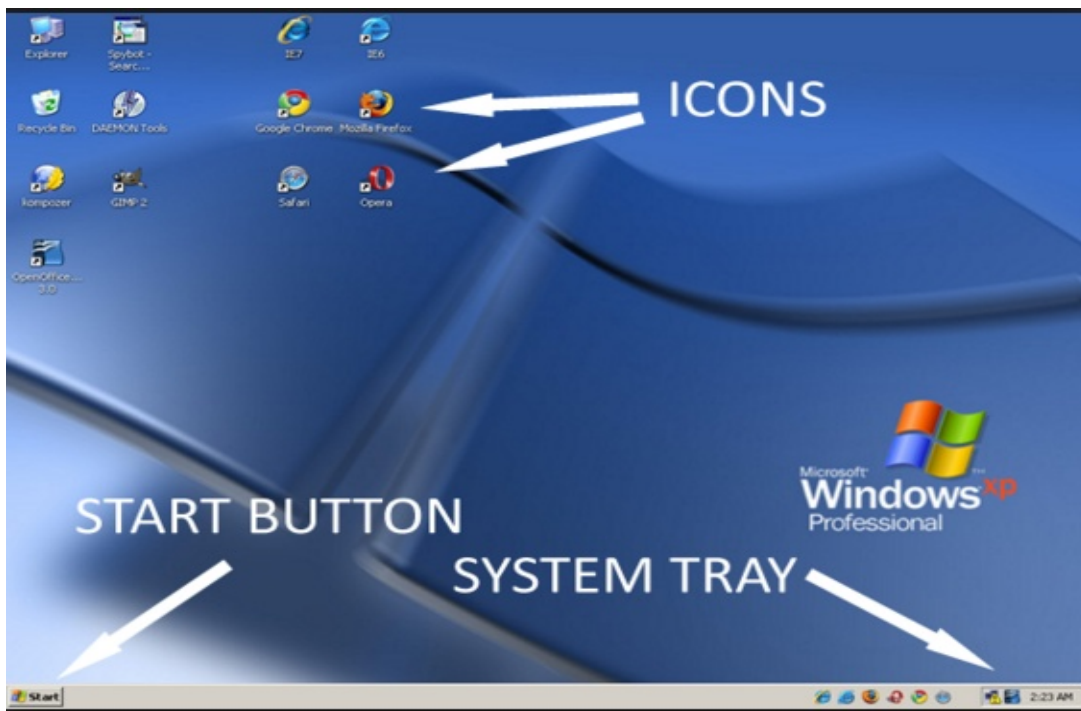 Explorer
Spybot -
Searc...
IE7
IE6
Recycle Bin
DAEMON Tools
Google Chrome
Mozilla Firefox
ICONS
kompozer
GIMP 2
Safari
Opera
OpenOffice....
3.0
Microsoft
Windows xp
TM
Professional
START BUTTON
SYSTEM TRAY
Start
2:23 AM